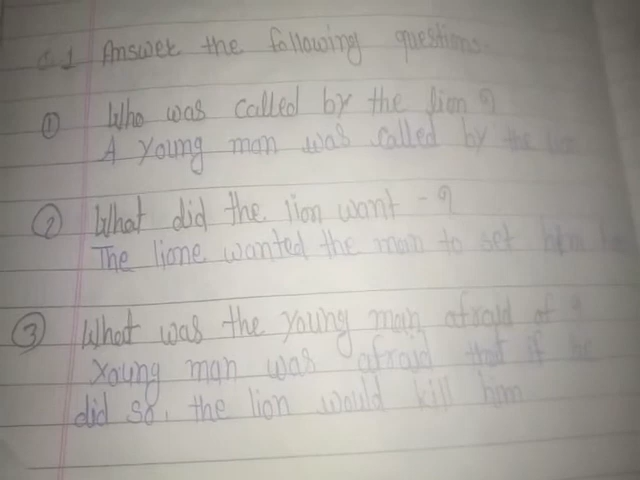 Q.1 Answer the following questions
① Who was called by the lion?
A young man was called by the
② What did the lion want - ?
The lione wanted the man to set him
③ What was the young man afraid of
Xoung man was afraid that if he
did so, the lion would kill him